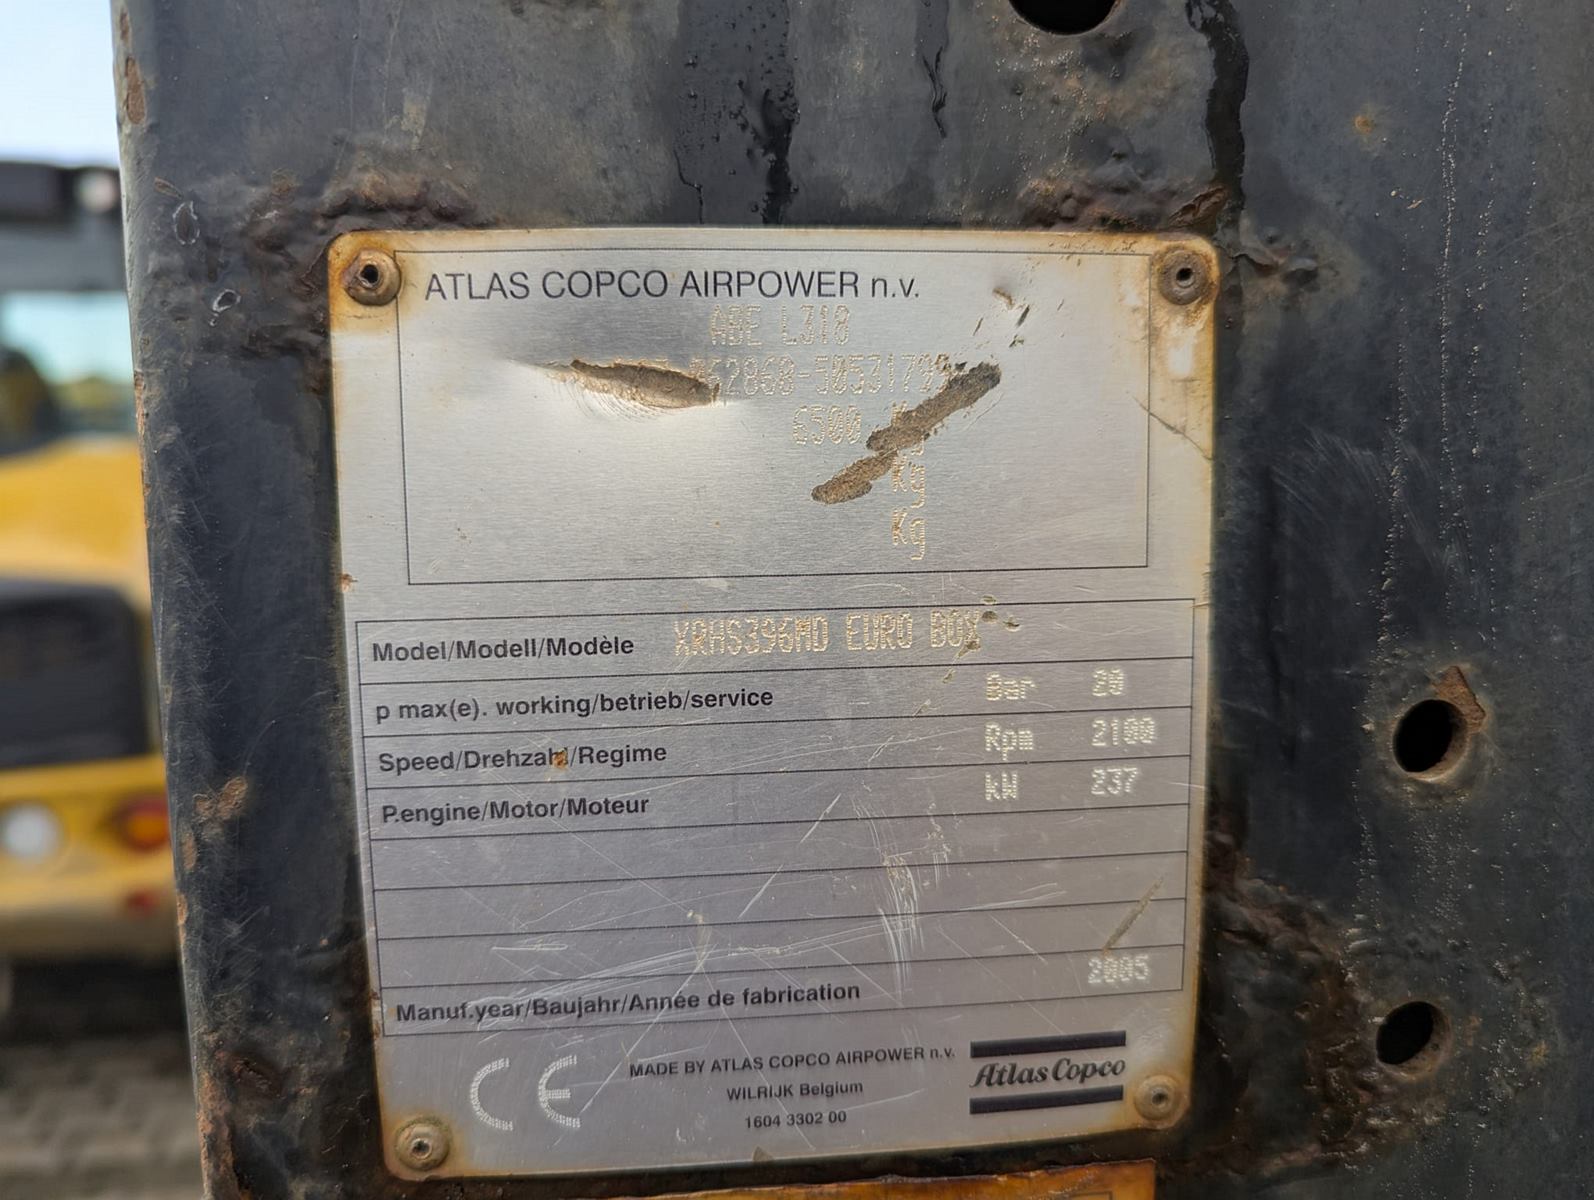 ATLAS COPCO AIRPOWER n.v.
ABE L318
6500 Kg
Kg
Kg
Model/Modell/Modèle XRHS396MD EURO BOX
p max(e). working/betrieb/service Bar 20
Speed/Drehzahl/Regime Rpm 2100
P.engine/Motor/Moteur kW 237
Manuf.year/Baujahr/Année de fabrication 2005
CE
MADE BY ATLAS COPCO AIRPOWER n.v.
WILRIJK Belgium
1604 3302 00
Atlas Copco